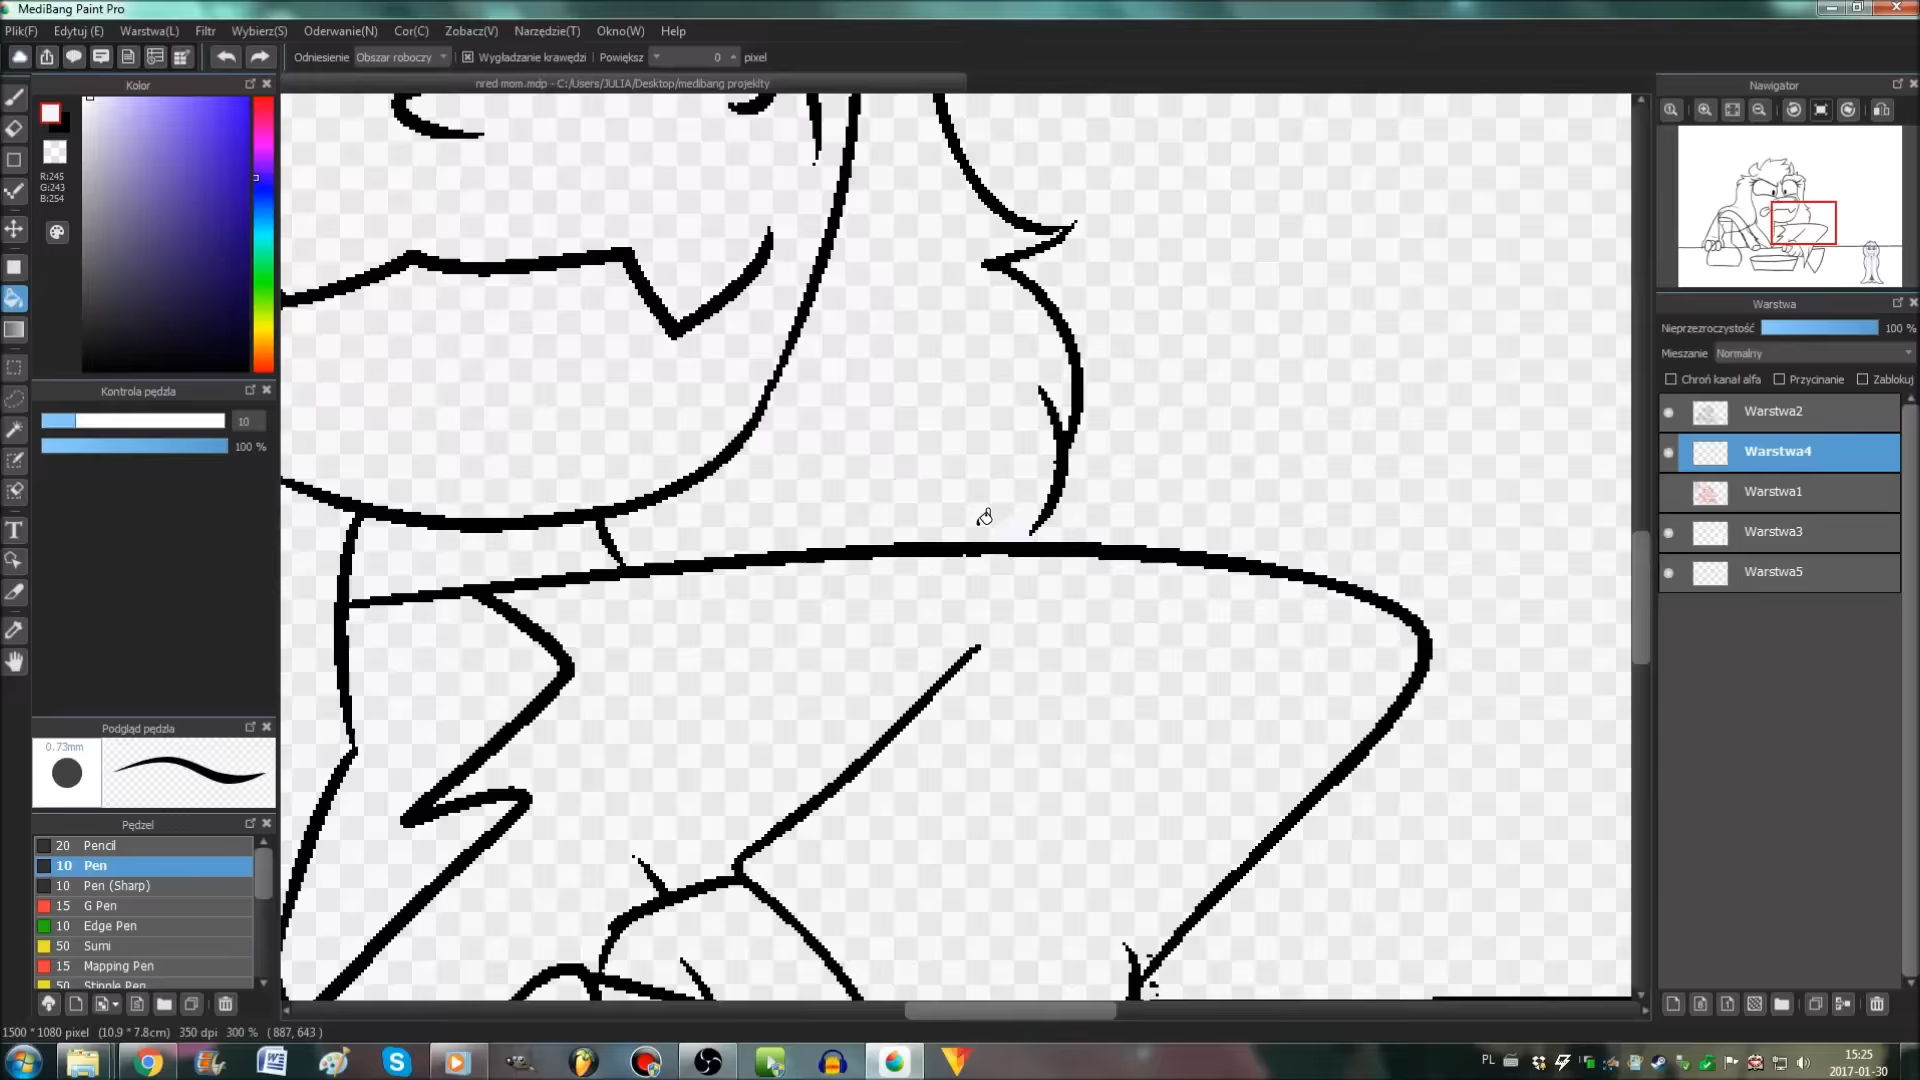 MediBang Paint Pro
Plik(F) Edytuj (E) Warstwa(L) Filtr Wybierz(S) Oderwanie(N) Cor(C) Zobacz(V) Narzędzie(T) Okno(W) Help
Odniesienie Obszar roboczy Wygładzanie krawędzi Powiększ 0 pixel
Kolor
nred mom.mdp - C:/Users/JULIA/Desktop/medibang projekity
Nawigator
R:245
G:243
B:254
Warstwa
Nieprzezroczystość 100 %
Mieszanie Normalny
Chroń kanał alfa Przycinanie Zablokuj
Kontrola pędzla
10
100 %
Warstwa2
Warstwa4
Warstwa1
Warstwa3
Warstwa5
Podgląd pędzla
0.73mm
Pędzel
20 Pencil
10 Pen
10 Pen (Sharp)
15 G Pen
10 Edge Pen
50 Sumi
15 Mapping Pen
50 Stipple Pen
1500 * 1080 pixel (10.9 * 7.8cm) 350 dpi 300 % ( 887, 643 )
PL
15:25
2017-01-30